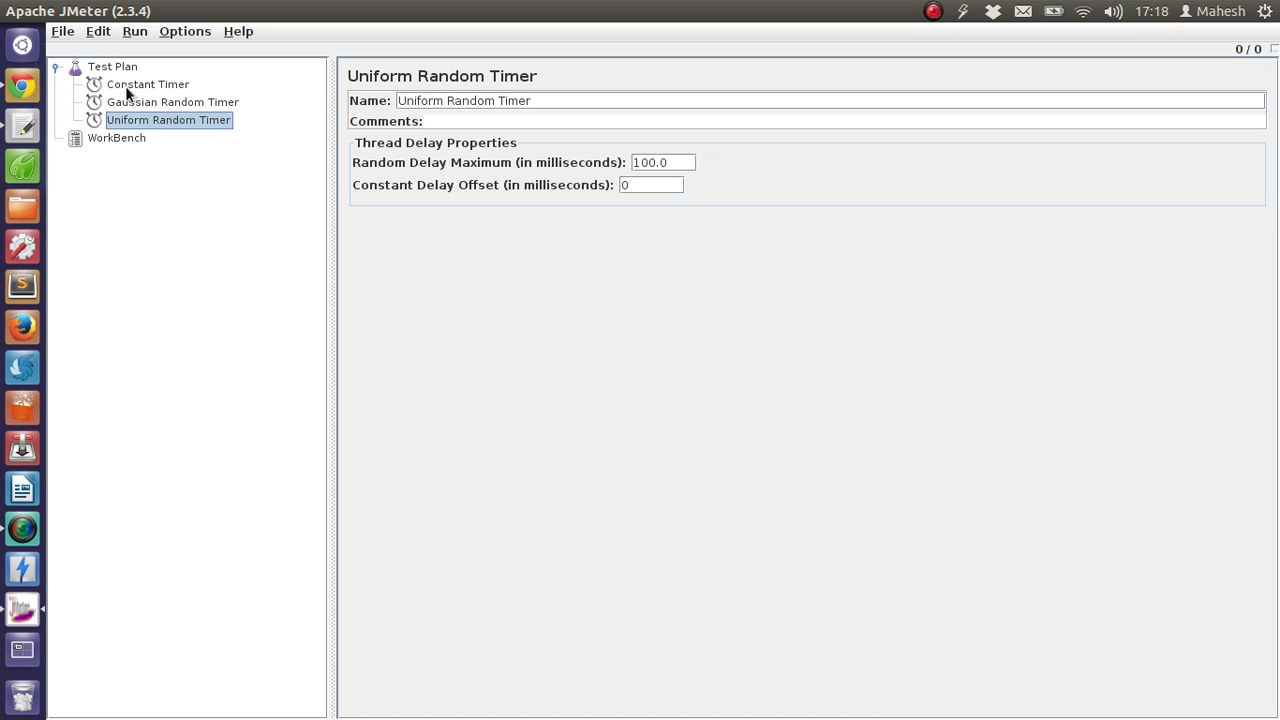 Apache JMeter (2.3.4)
17:18
Mahesh
File Edit Run Options Help
0 / 0
Test Plan
Constant Timer
Gaussian Random Timer
Uniform Random Timer
WorkBench
Uniform Random Timer
Name: Uniform Random Timer
Comments:
Thread Delay Properties
Random Delay Maximum (in milliseconds): 100.0
Constant Delay Offset (in milliseconds): 0